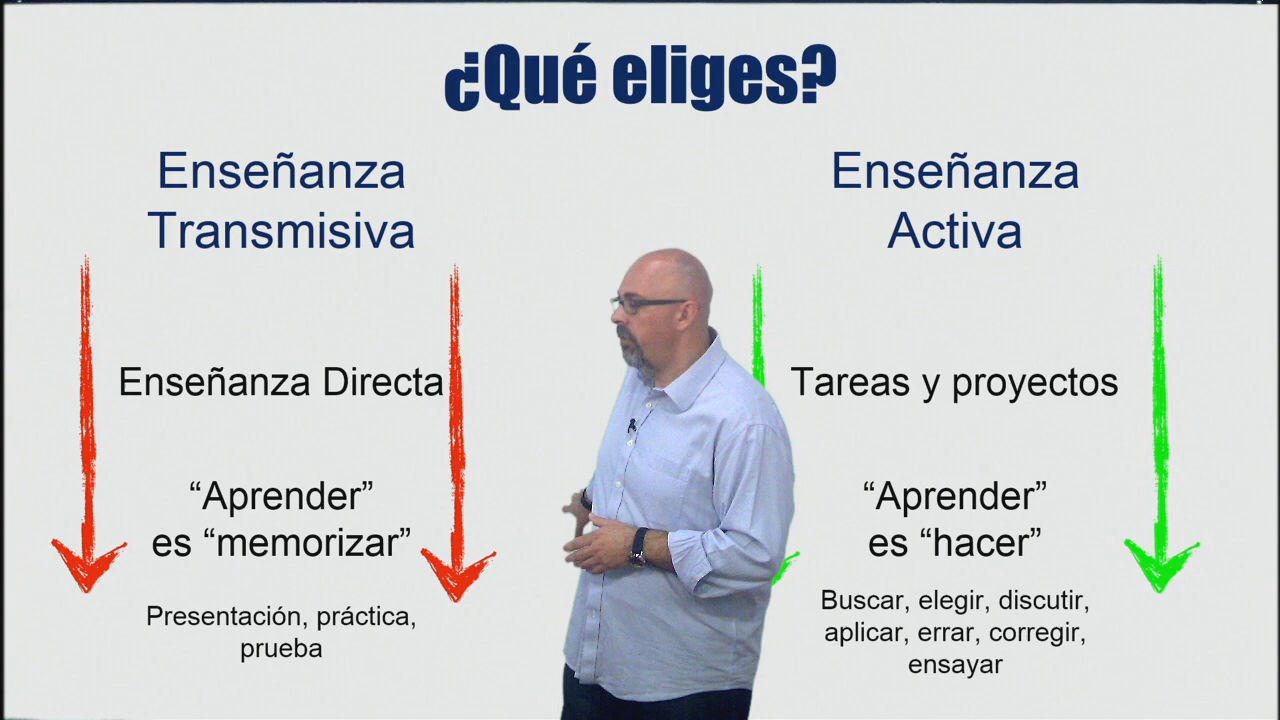 ¿Qué eliges?
Enseñanza
Transmisiva
Enseñanza Directa
“Aprender”
es “memorizar”
Presentación, práctica,
prueba
Enseñanza
Activa
Tareas y proyectos
“Aprender”
es “hacer”
Buscar, elegir, discutir,
aplicar, errar, corregir,
ensayar